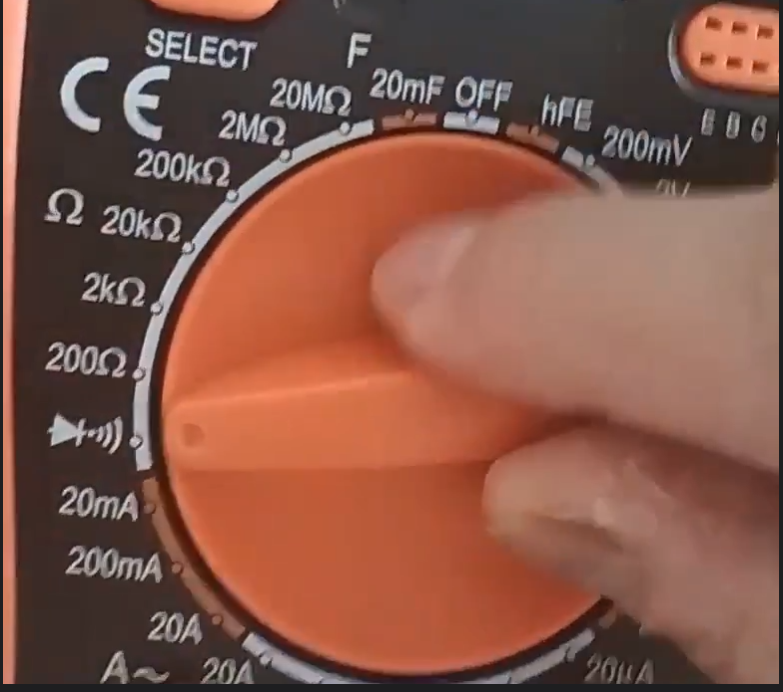 SELECT
F
CE
20MΩ
20mF
OFF
hFE
2MΩ
200mV
200kΩ
Ω
20kΩ
2kΩ
200Ω
20mA
200mA
20A
A~
20A
20µA